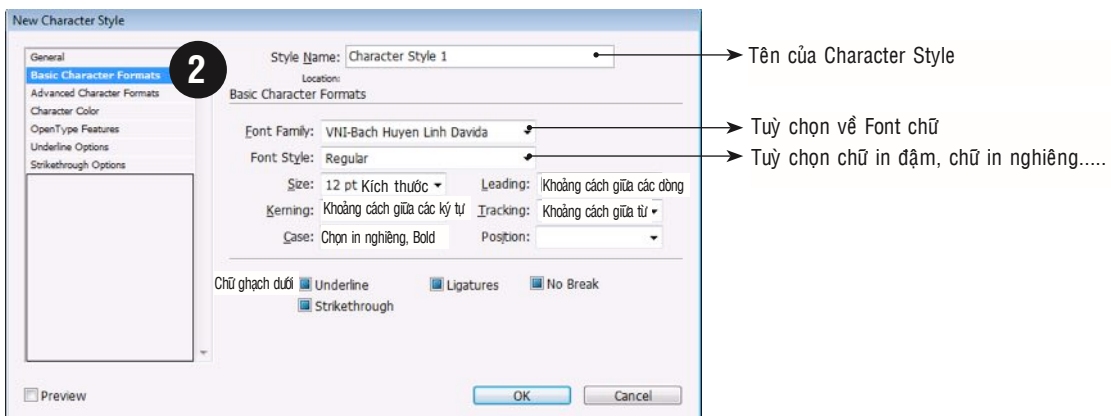 New Character Style
General
Basic Character Formats
Advanced Character Formats
Character Color
OpenType Features
Underline Options
Strikethrough Options
2
Style Name: Character Style 1
Tên của Character Style
Location:
Basic Character Formats
Font Family: VNI-Bach Huyen Linh Davida
Tuỳ chọn về Font chữ
Font Style: Regular
Tuỳ chọn chữ in đậm, chữ in nghiêng.....
Size: 12 pt Kích thước Leading: Khoảng cách giữa các dòng
Kerning: Khoảng cách giữa các ký tự Tracking: Khoảng cách giữa từ
Case: Chọn in nghiêng, Bold Position:
Chữ ghạch dưới Underline Ligatures No Break
Strikethrough
Preview OK Cancel